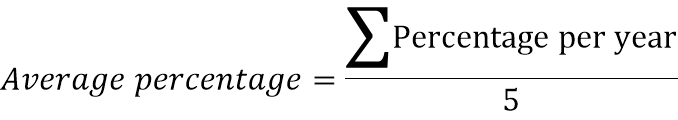 Average percentage = ∑ Percentage per year / 5